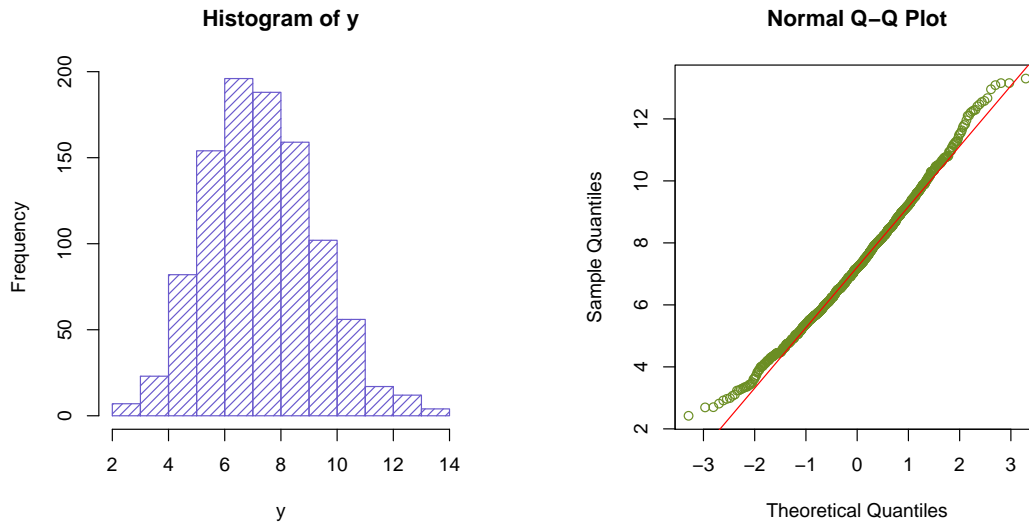 Histogram of y
Frequency
0
50
100
150
200
2 4 6 8 10 12 14
y
Normal Q−Q Plot
Sample Quantiles
2
4
6
8
10
12
−3 −2 −1 0 1 2 3
Theoretical Quantiles